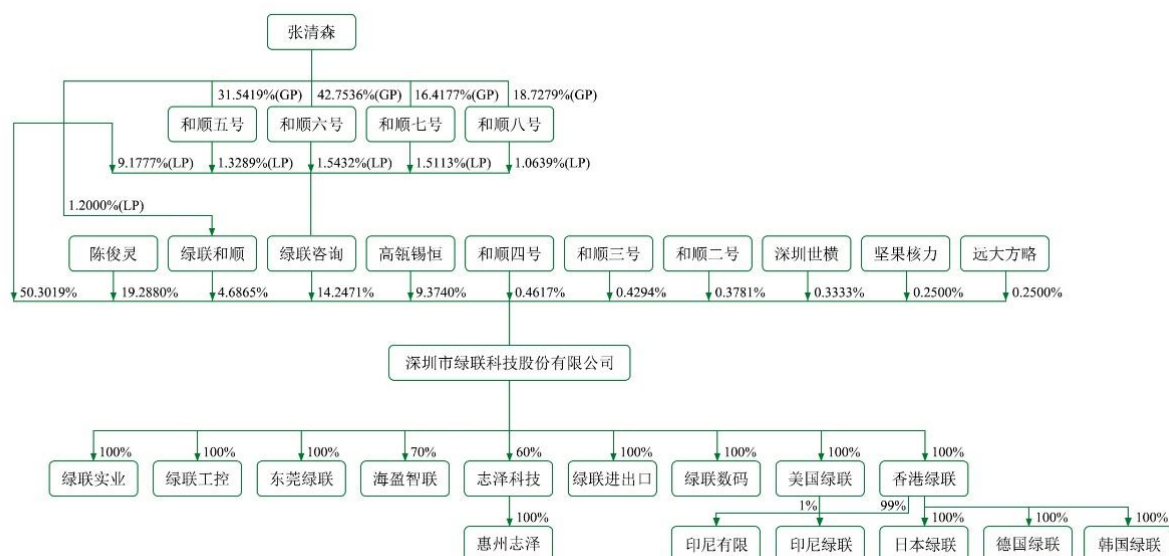 张清森
31.5419%(GP) 42.7536%(GP) 16.4177%(GP) 18.7279%(GP)
和顺五号 和顺六号 和顺七号 和顺八号
9.1777%(LP) 1.3289%(LP) 1.5432%(LP) 1.5113%(LP) 1.0639%(LP)
1.2000%(LP)
陈俊灵 绿联和顺 绿联咨询 高瓴锡恒 和顺四号 和顺三号 和顺二号 深圳世横 坚果核力 远大方略
50.3019% 19.2880% 4.6865% 14.2471% 9.3740% 0.4617% 0.4294% 0.3781% 0.3333% 0.2500% 0.2500%
深圳市绿联科技股份有限公司
100% 100% 100% 70% 60% 100% 100% 100% 100%
绿联实业 绿联工控 东莞绿联 海盈智联 志泽科技 绿联进出口 绿联数码 美国绿联 香港绿联
100% 1% 99% 100% 100% 100%
惠州志泽 印尼有限 印尼绿联 日本绿联 德国绿联 韩国绿联